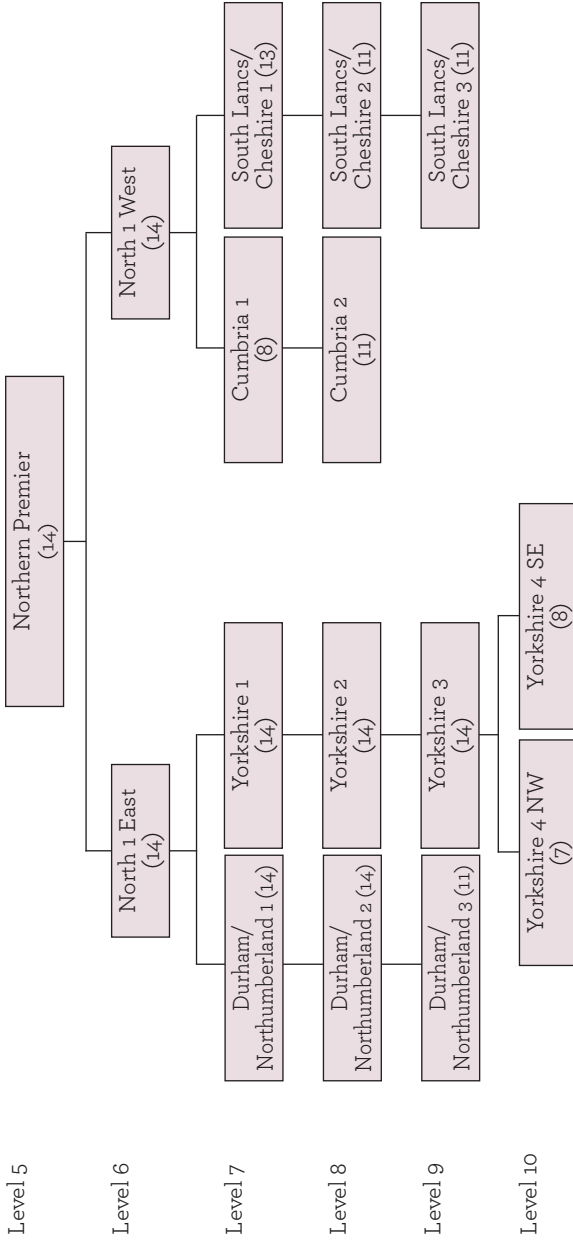 Level 5
Northern Premier
(14)
Level 6
North 1 East
(14)
North 1 West
(14)
Level 7
Durham/
Northumberland 1 (14)
Yorkshire 1
(14)
Cumbria 1
(8)
South Lancs/
Cheshire 1 (13)
Level 8
Durham/
Northumberland 2 (14)
Yorkshire 2
(14)
Cumbria 2
(11)
South Lancs/
Cheshire 2 (11)
Level 9
Durham/
Northumberland 3 (11)
Yorkshire 3
(14)
South Lancs/
Cheshire 3 (11)
Level 10
Yorkshire 4 NW
(7)
Yorkshire 4 SE
(8)